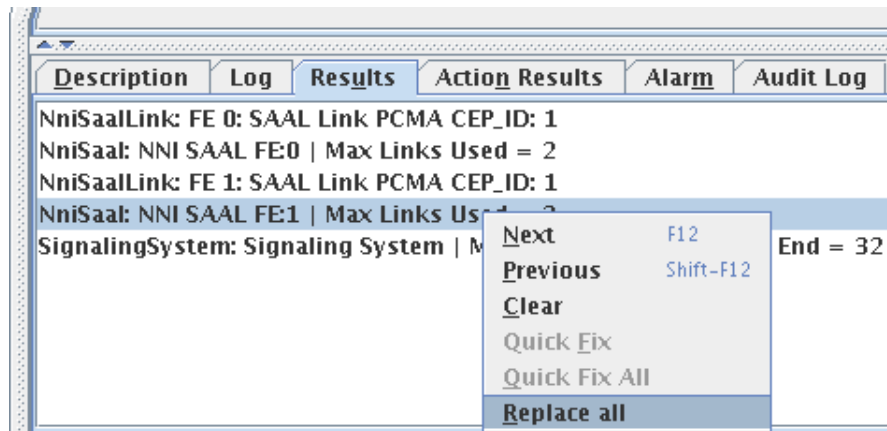 Description Log Results Action Results Alarm Audit Log
NniSaalLink: FE 0: SAAL Link PCMA CEP_ID: 1
NniSaal: NNI SAAL FE:0 | Max Links Used = 2
NniSaalLink: FE 1: SAAL Link PCMA CEP_ID: 1
NniSaal: NNI SAAL FE:1 | Max Links
SignalingSystem: Signaling System | End = 32
Next F12
Previous Shift-F12
Clear
Quick Fix
Quick Fix All
Replace all